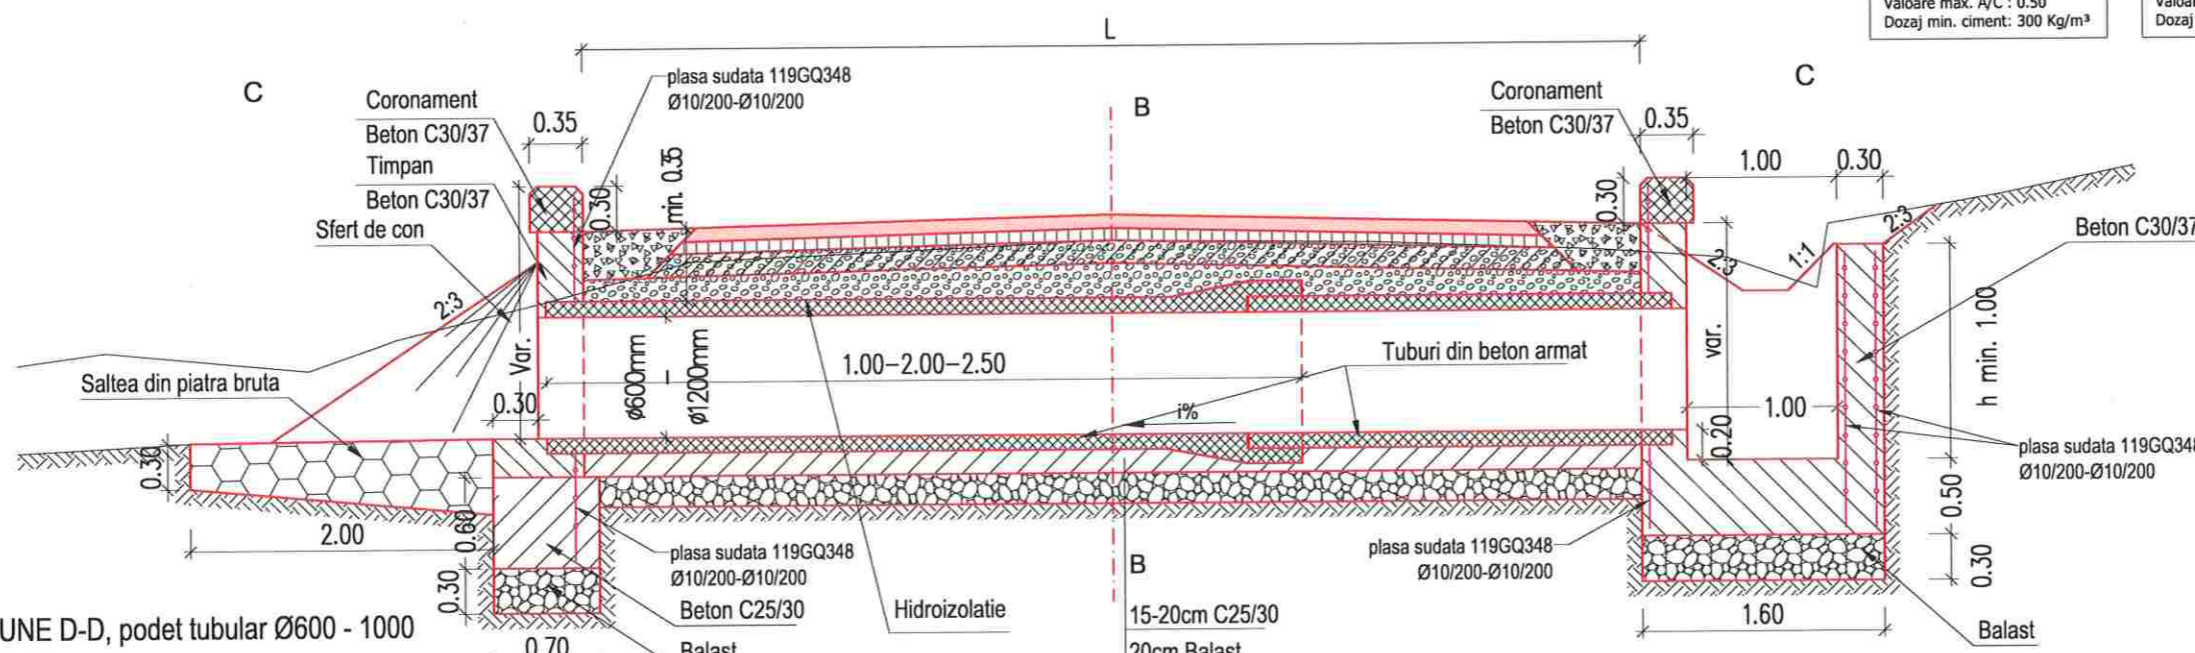 Valoare max. A/C : 0.50
Dozaj min. ciment: 300 Kg/m³
Valoar
Dozaj
L
C
plasa sudata 119GQ348
Ø10/200-Ø10/200
Coronament
Beton C30/37
Timpan
Beton C30/37
Sfert de con
0.35
0.30
min. 0.35
B
Coronament
Beton C30/37
0.35
0.30
C
1.00
0.30
2:3
Beton C30/37
2:3
1:1
2:3
Var.
Ø600mm
–
Ø1200mm
1.00-2.00-2.50
Tuburi din beton armat
var.
h min. 1.00
Saltea din piatra bruta
0.30
i%
1.00
0.20
plasa sudata 119GQ348
Ø10/200-Ø10/200
0.30
0.60
2.00
0.50
plasa sudata 119GQ348
Ø10/200-Ø10/200
plasa sudata 119GQ348
Ø10/200-Ø10/200
B
0.30
0.30
Beton C25/30
Hidroizolatie
15-20cm C25/30
1.60
UNE D-D, podet tubular Ø600 - 1000
Balast
0.70
Balast
20cm Balast